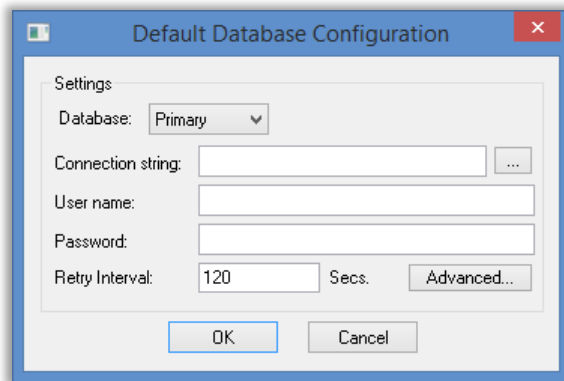 Default Database Configuration
Settings
Database: Primary
Connection string: ...
User name:
Password:
Retry Interval: 120 Secs. Advanced...
OK Cancel